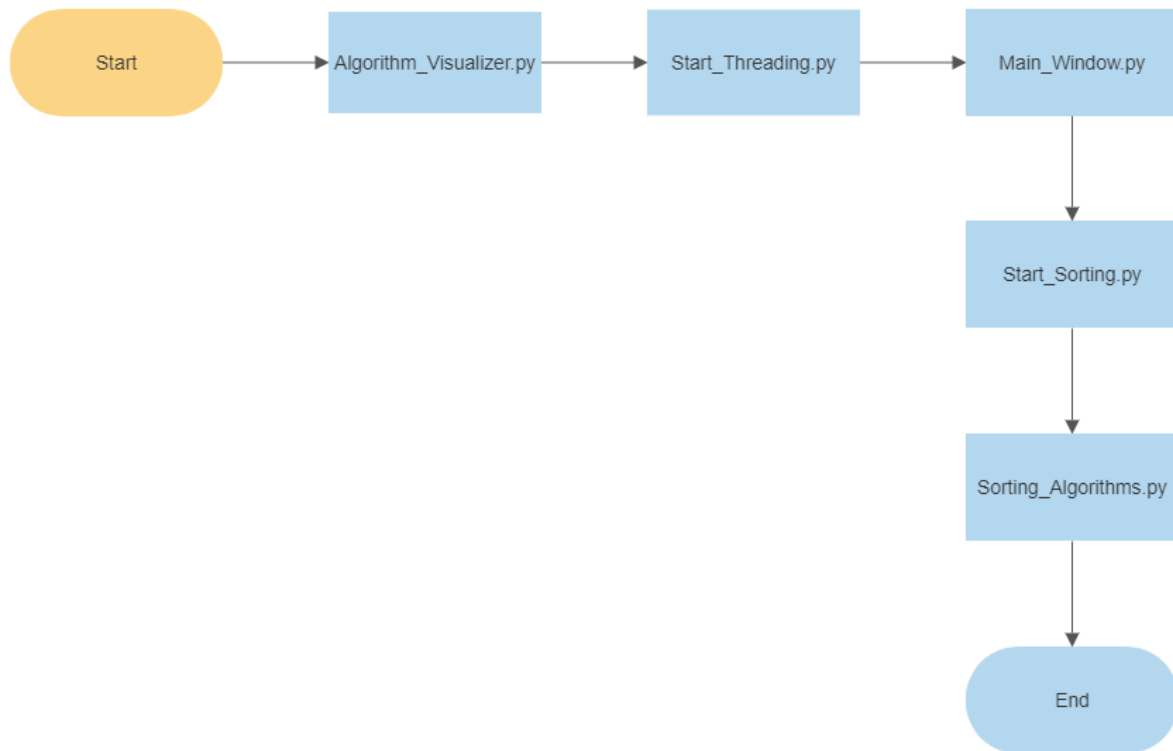 Start
Algorithm_Visualizer.py
Start_Threading.py
Main_Window.py
Start_Sorting.py
Sorting_Algorithms.py
End